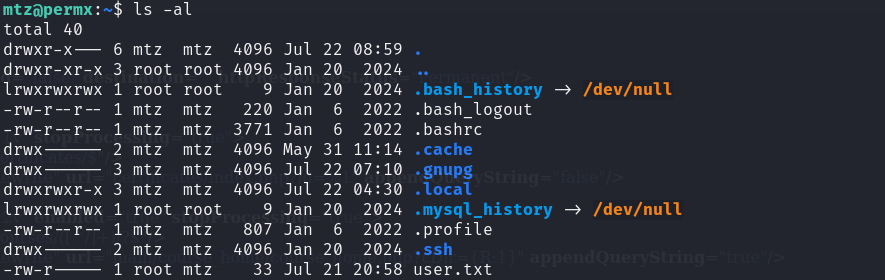 mtz@permx:~$ ls -al
total 40
drwxr-x--- 6 mtz  mtz  4096 Jul 22 08:59 .
drwxr-xr-x 3 root root 4096 Jan 20  2024 ..
lrwxrwxrwx 1 root root    9 Jan 20  2024 .bash_history -> /dev/null
-rw-r--r-- 1 mtz  mtz   220 Jan  6  2022 .bash_logout
-rw-r--r-- 1 mtz  mtz  3771 Jan  6  2022 .bashrc
drwx------ 2 mtz  mtz  4096 May 31 11:14 .cache
drwx------ 3 mtz  mtz  4096 Jul 22 07:10 .gnupg
drwxrwxr-x 3 mtz  mtz  4096 Jul 22 04:30 .local
lrwxrwxrwx 1 root root    9 Jan 20  2024 .mysql_history -> /dev/null
-rw-r--r-- 1 mtz  mtz   807 Jan  6  2022 .profile
drwx------ 2 mtz  mtz  4096 Jan 20  2024 .ssh
-rw-r----- 1 root mtz    33 Jul 21 20:58 user.txt